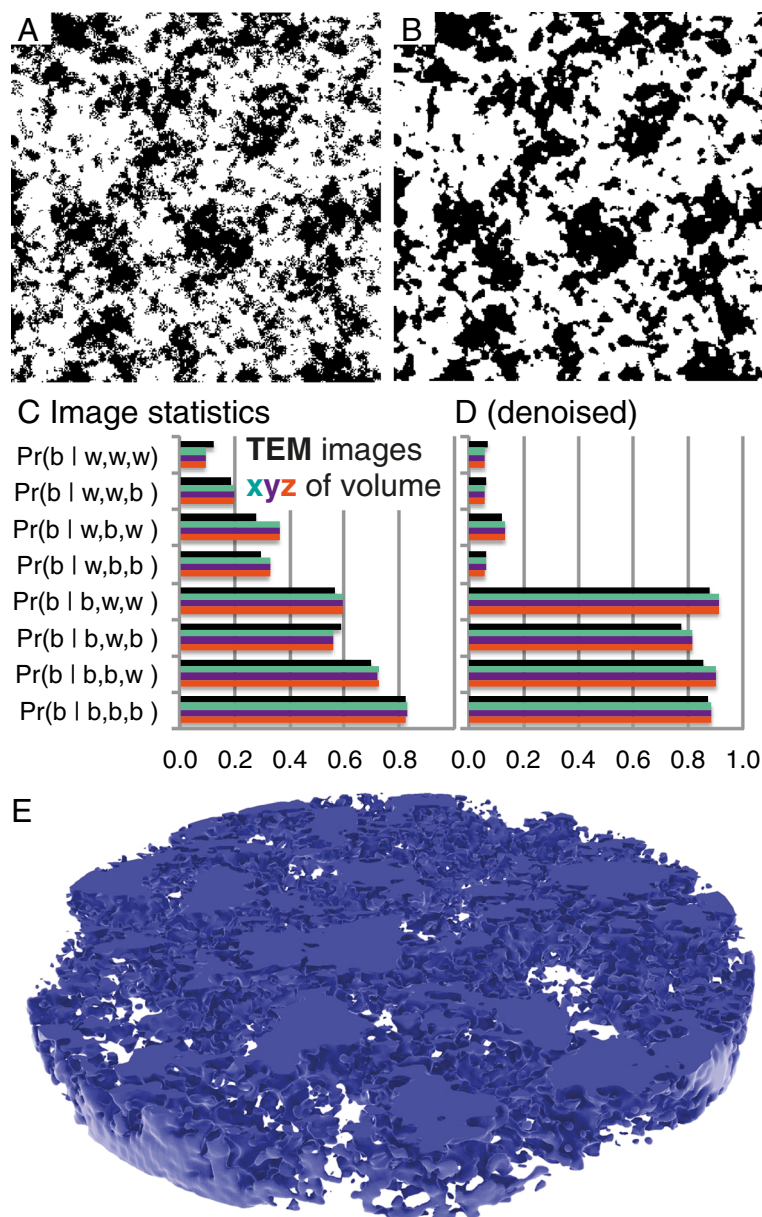 A
B
C Image statistics
D (denoised)
TEM images
xyz of volume
Pr(b | w,w,w)
Pr(b | w,w,b )
Pr(b | w,b,w )
Pr(b | w,b,b )
Pr(b | b,w,w )
Pr(b | b,w,b )
Pr(b | b,b,w )
Pr(b | b,b,b )
0.0 0.2 0.4 0.6 0.8 0.0 0.2 0.4 0.6 0.8 1.0
E